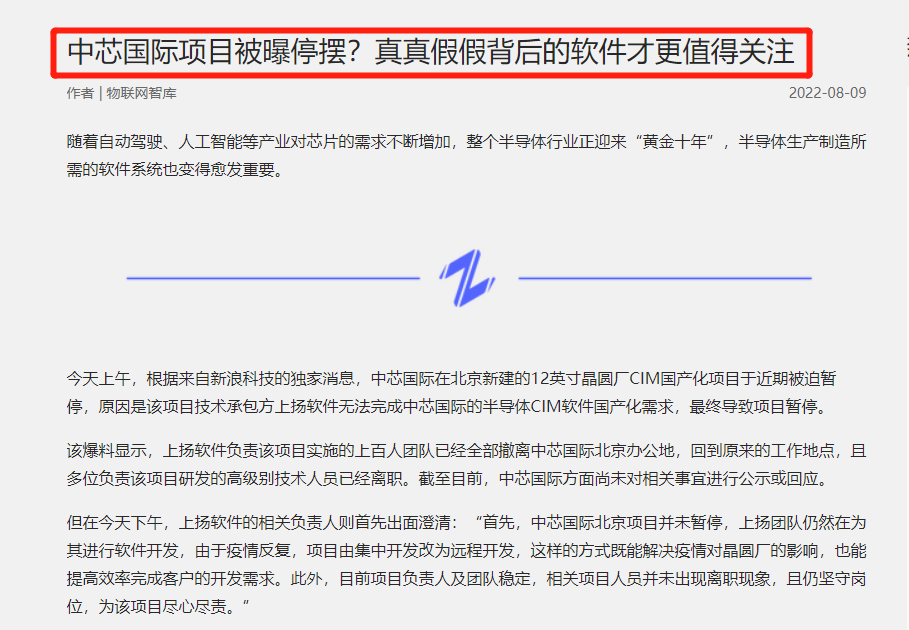 中芯国际项目被曝停摆？真真假假背后的软件才更值得关注
作者 | 物联网智库
2022-08-09
随着自动驾驶、人工智能等产业对芯片的需求不断增加，整个半导体行业正迎来“黄金十年”，半导体生产制造所
需的软件系统也变得愈发重要。
今天上午，根据来自新浪科技的独家消息，中芯国际在北京新建的12英寸晶圆厂CIM国产化项目于近期被迫暂
停，原因是该项目技术承包方上扬软件无法完成中芯国际的半导体CIM软件国产化需求，最终导致项目暂停。
该爆料显示，上扬软件负责该项目实施的上百人团队已经全部撤离中芯国际北京办公地，回到原来的工作地点，且
多位负责该项目研发的高级别技术人员已经离职。截至目前，中芯国际方面尚未对相关事宜进行公示或回应。
但在今天下午，上扬软件的相关负责人则首先出面澄清：“首先，中芯国际北京项目并未暂停，上扬团队仍然在为
其进行软件开发，由于疫情反复，项目由集中开发改为远程开发，这样的方式既能解决疫情对晶圆厂的影响，也能
提高效率完成客户的开发需求。此外，目前项目负责人及团队稳定，相关项目人员并未出现离职现象，且仍坚守岗
位，为该项目尽心尽责。”